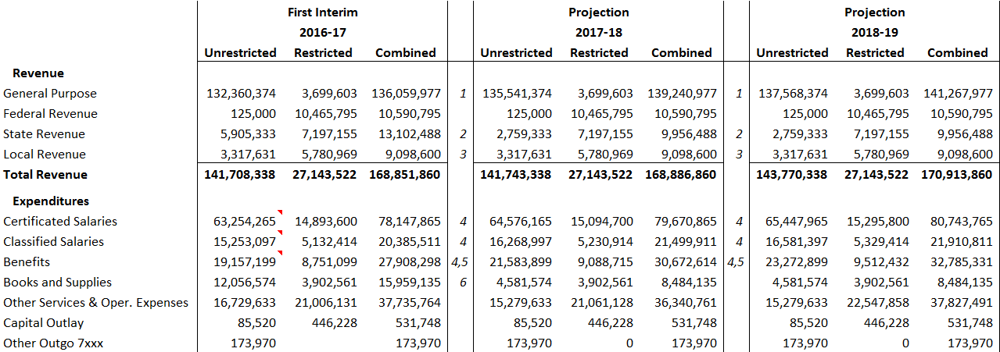 First Interim Projection Projection
2016-17 2017-18 2018-19
Unrestricted Restricted Combined Unrestricted Restricted Combined Unrestricted Restricted Combined
Revenue
General Purpose 132,360,374 3,699,603 136,059,977 1 135,541,374 3,699,603 139,240,977 1 137,568,374 3,699,603 141,267,977
Federal Revenue 125,000 10,465,795 10,590,795 125,000 10,465,795 10,590,795 125,000 10,465,795 10,590,795
State Revenue 5,905,333 7,197,155 13,102,488 2 2,759,333 7,197,155 9,956,488 2 2,759,333 7,197,155 9,956,488
Local Revenue 3,317,631 5,780,969 9,098,600 3 3,317,631 5,780,969 9,098,600 3 3,317,631 5,780,969 9,098,600
Total Revenue 141,708,338 27,143,522 168,851,860 141,743,338 27,143,522 168,886,860 143,770,338 27,143,522 170,913,860
Expenditures
Certificated Salaries 63,254,265 14,893,600 78,147,865 4 64,576,165 15,094,700 79,670,865 4 65,447,965 15,295,800 80,743,765
Classified Salaries 15,253,097 5,132,414 20,385,511 4 16,268,997 5,230,914 21,499,911 4 16,581,397 5,329,414 21,910,811
Benefits 19,157,199 8,751,099 27,908,298 4,5 21,583,899 9,088,715 30,672,614 4,5 23,272,899 9,512,432 32,785,331
Books and Supplies 12,056,574 3,902,561 15,959,135 6 4,581,574 3,902,561 8,484,135 4,581,574 3,902,561 8,484,135
Other Services & Oper. Expenses 16,729,633 21,006,131 37,735,764 15,279,633 21,061,128 36,340,761 15,279,633 22,547,858 37,827,491
Capital Outlay 85,520 446,228 531,748 85,520 446,228 531,748 85,520 446,228 531,748
Other Outgo 7xxx 173,970 173,970 173,970 0 173,970 173,970 0 173,970